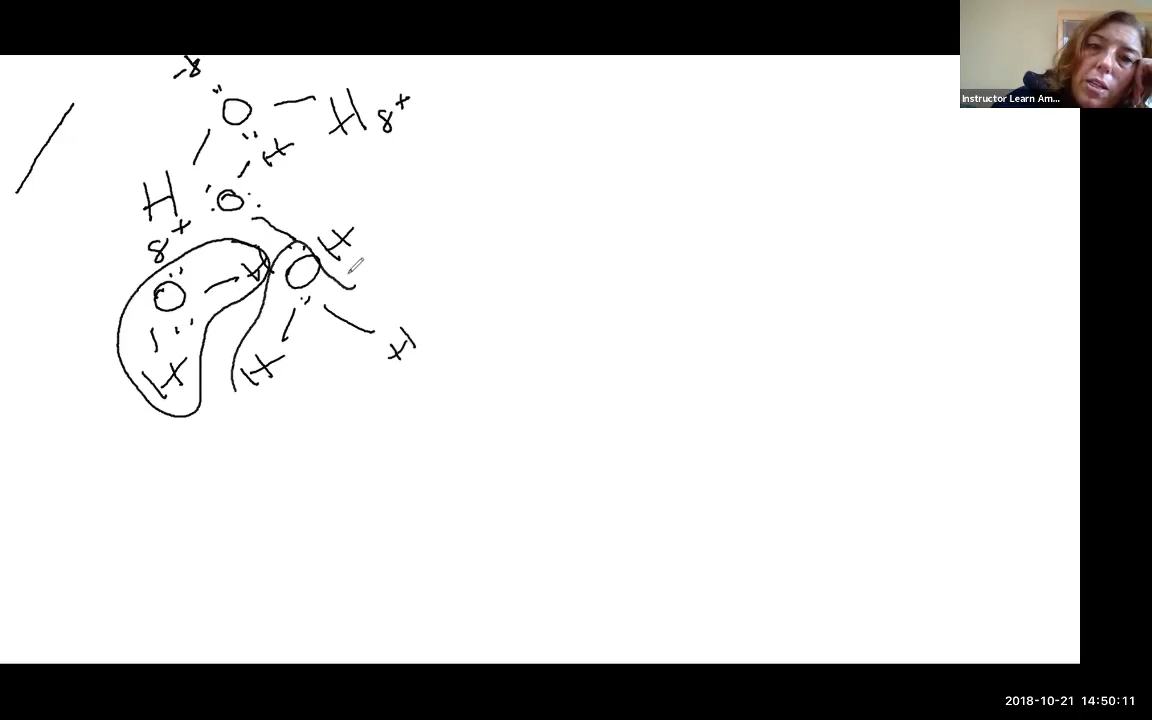 -δ
O H δ+
H O H
δ+
H
O H O
H H H
Instructor Learn Am...
2018-10-21 14:50:11